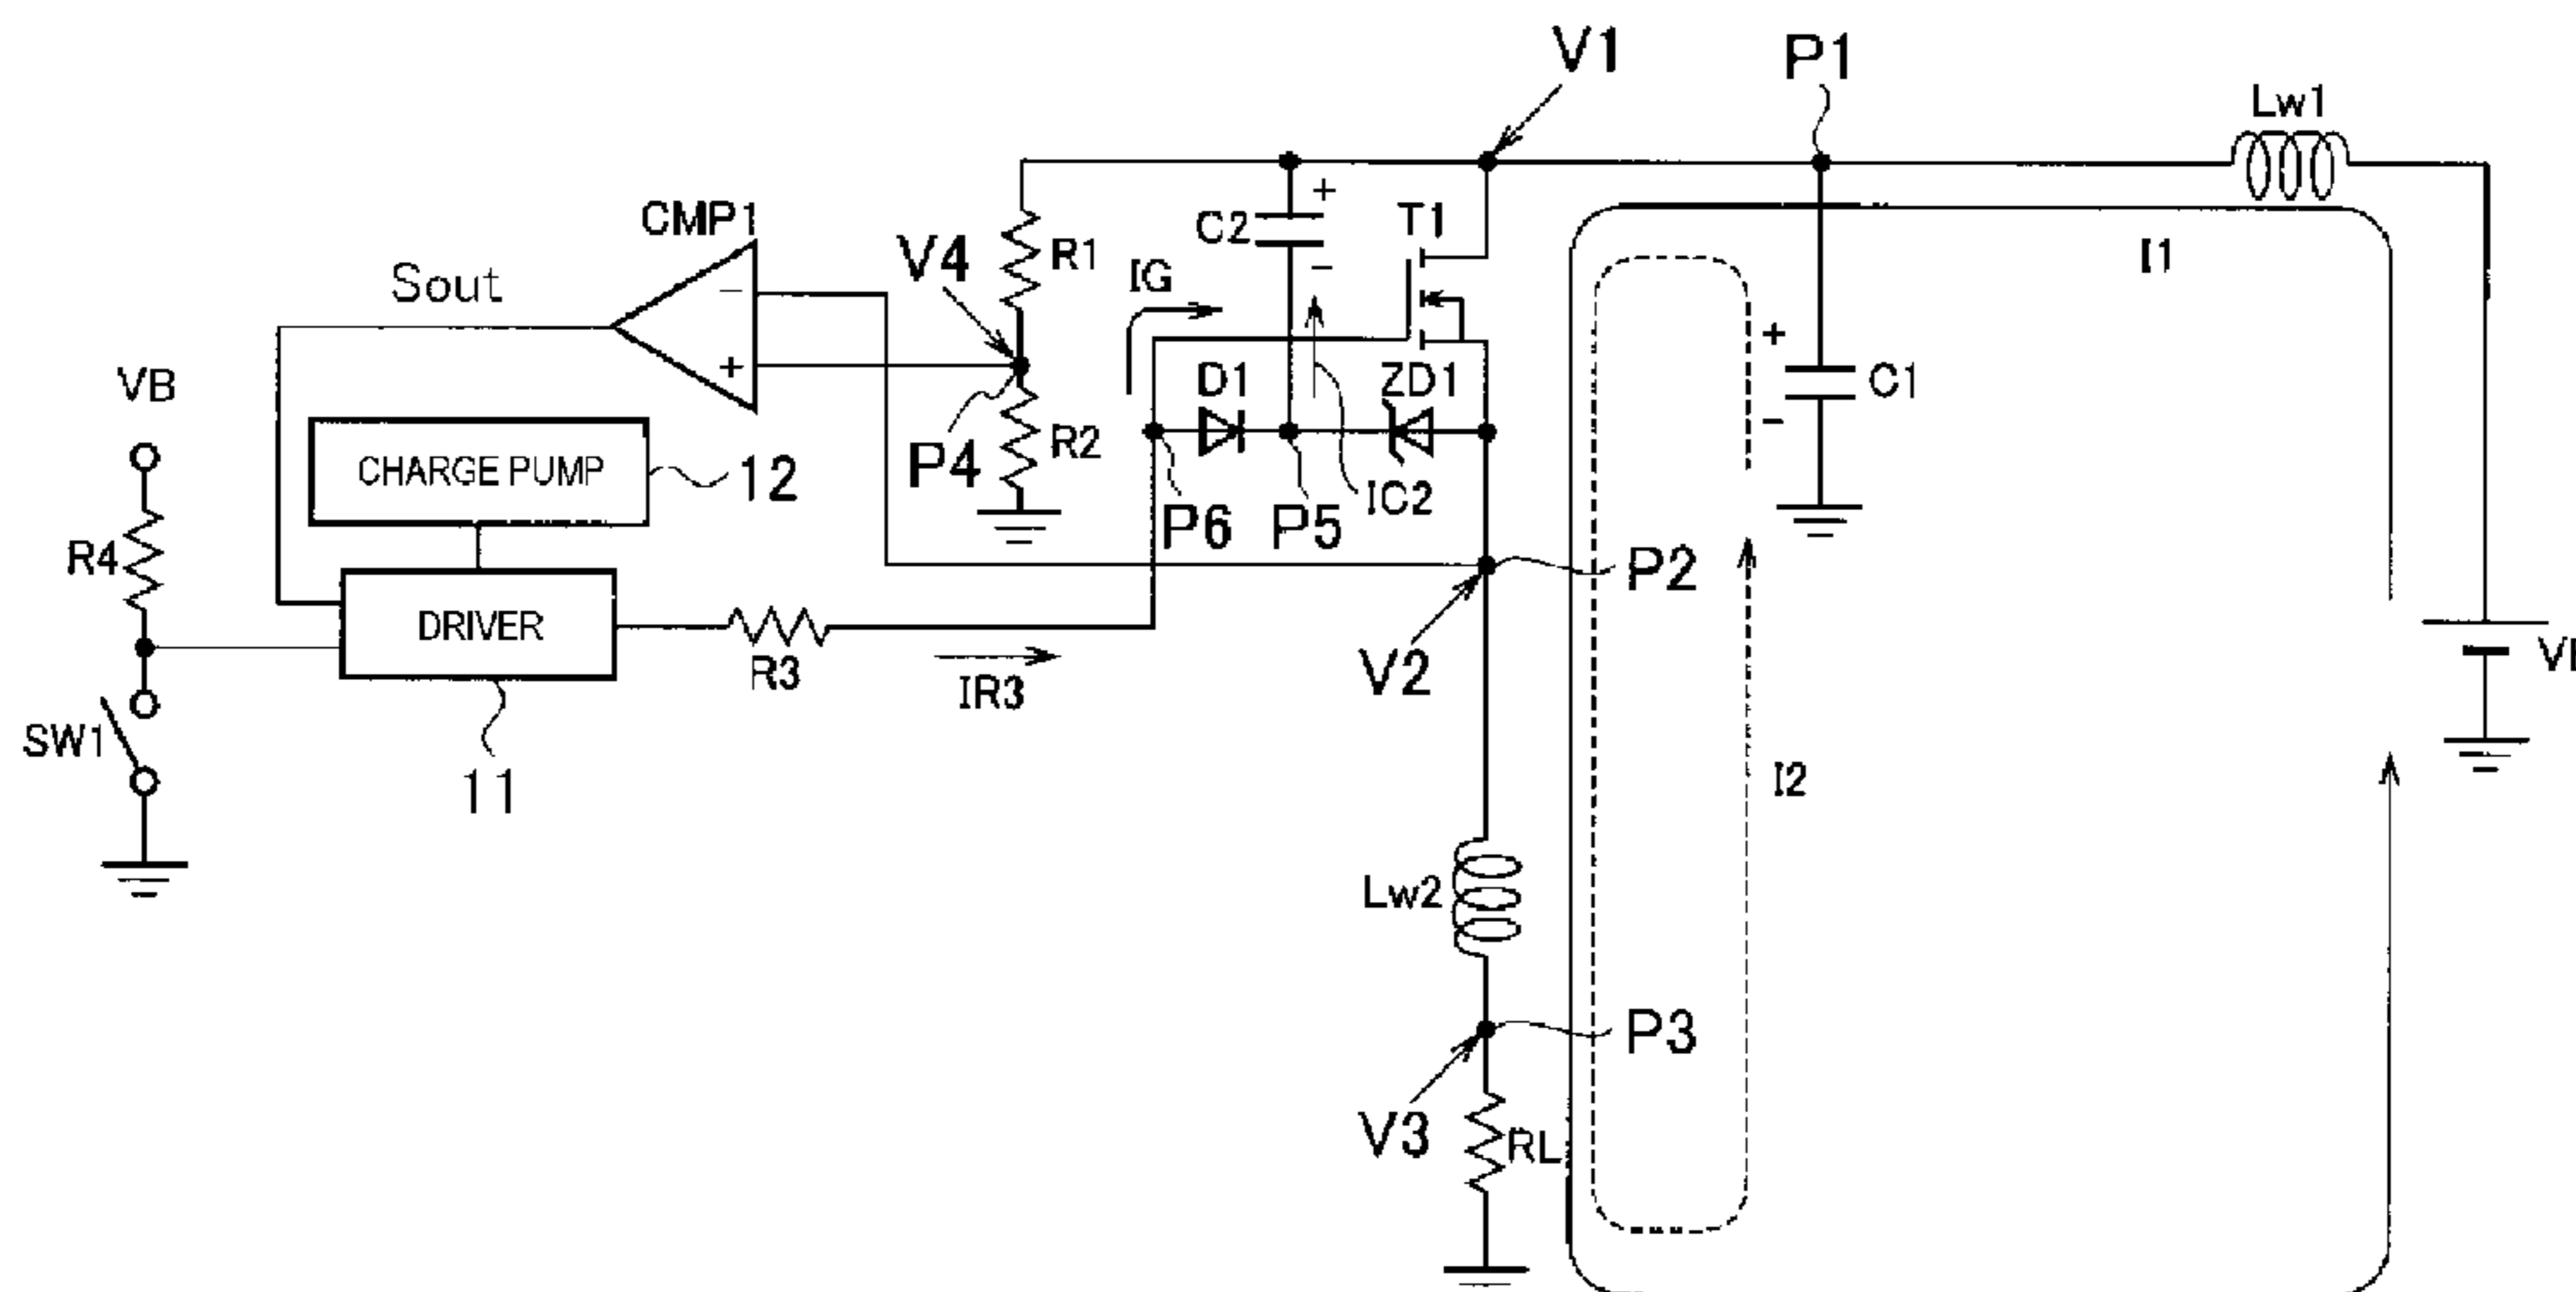 V1
P1
Lw1
CMP1
C2
+
−
T1
I1
Sout
V4
R1
IG
−
+
+
−
C1
VB
D1
ZD1
CHARGE PUMP
12
P4
R2
IC2
P6
P5
R4
P2
DRIVER
R3
IR3
V2
SW1
11
I2
Lw2
P3
V3
RL